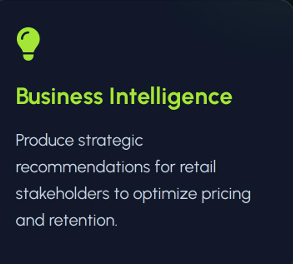 Business Intelligence
Produce strategic
recommendations for retail
stakeholders to optimize pricing
and retention.